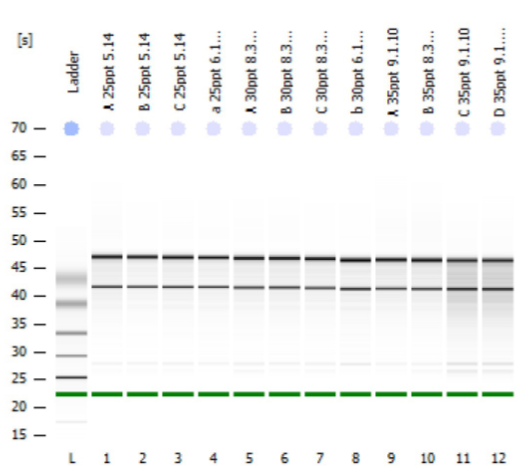 [s]
Ladder
A 25ppt 5.14
B 25ppt 5.14
C 25ppt 5.14
a 25ppt 6.1...
A 30ppt 8.3...
B 30ppt 8.3...
C 30ppt 8.3...
b 30ppt 6.1...
A 35ppt 9.1.10
B 35ppt 8.3...
C 35ppt 9.1.10
D 35ppt 9.1....
70
65
60
55
50
45
40
35
30
25
20
15
L 1 2 3 4 5 6 7 8 9 10 11 12